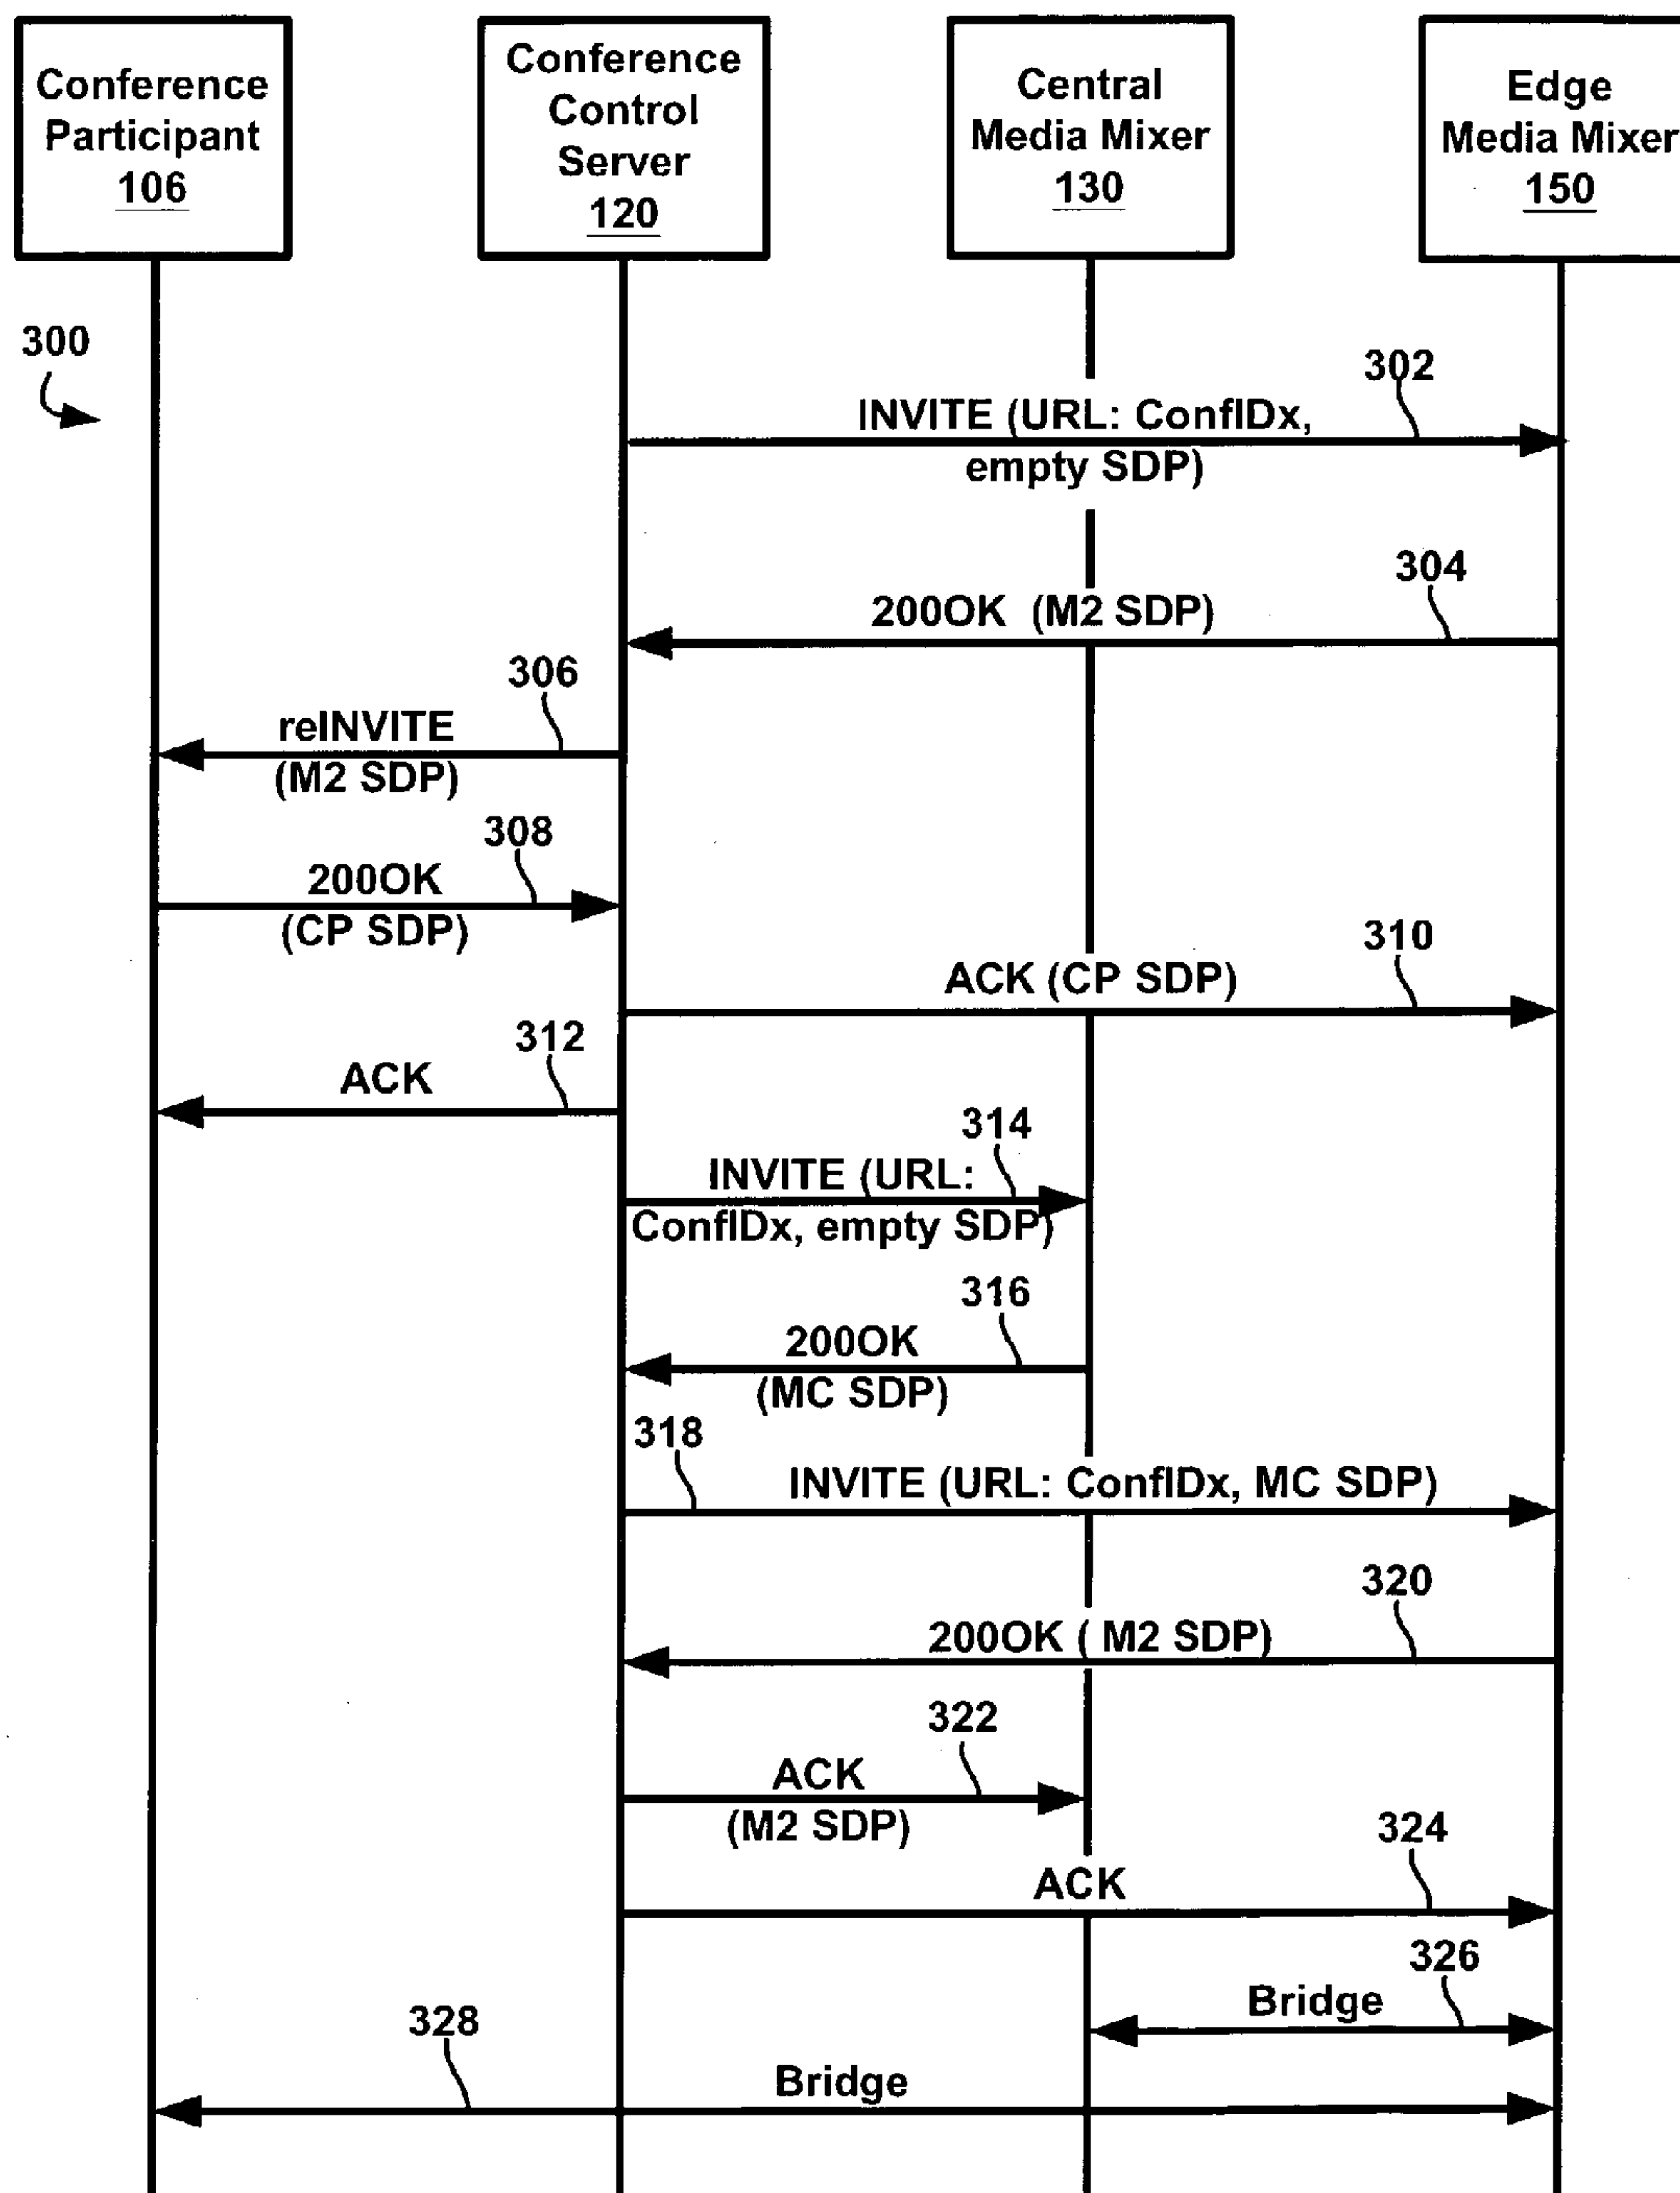 Conference
Participant
106
Conference
Control
Server
120
Central
Media Mixer
130
Edge
Media Mixer
150
300
302
INVITE (URL: ConfIDx,
empty SDP)
304
200OK (M2 SDP)
306
reINVITE
(M2 SDP)
308
200OK
(CP SDP)
310
ACK (CP SDP)
312
ACK
314
INVITE (URL:
ConfIDx, empty SDP)
316
200OK
(MC SDP)
318
INVITE (URL: ConfIDx, MC SDP)
320
200OK ( M2 SDP)
322
ACK
(M2 SDP)
324
ACK
326
Bridge
328
Bridge